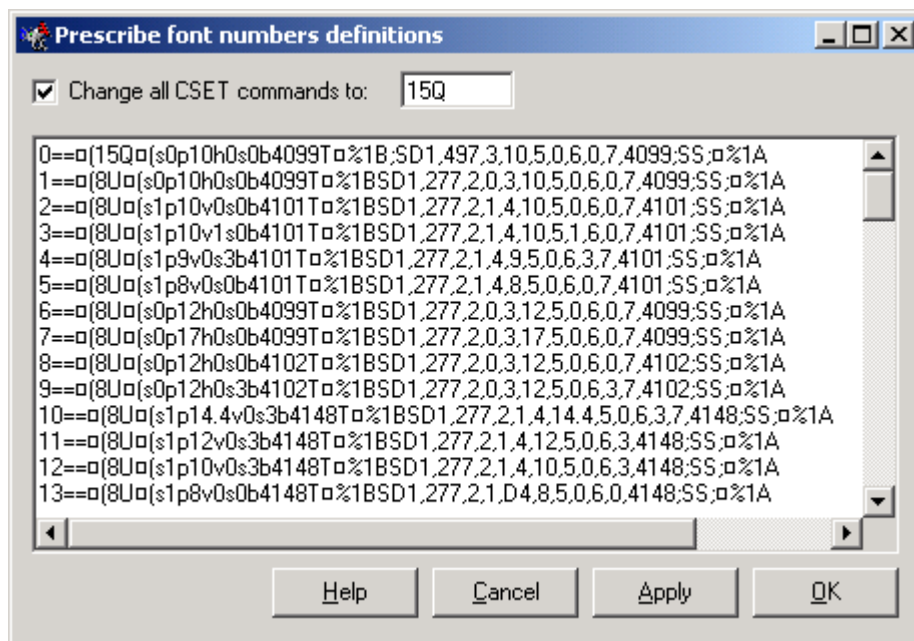 Prescribe font numbers definitions
Change all CSET commands to: 15Q
0==¤(15Q¤(s0p10h0s0b4099T¤%1B;SD1,497,3,10,5,0,6,0,7,4099;SS;¤%1A
1==¤(8U¤(s0p10h0s0b4099T¤%1BSD1,277,2,0,3,10,5,0,6,0,7,4099;SS;¤%1A
2==¤(8U¤(s1p10v0s0b4101T¤%1BSD1,277,2,1,4,10,5,0,6,0,7,4101;SS;¤%1A
3==¤(8U¤(s1p10v1s0b4101T¤%1BSD1,277,2,1,4,10,5,1,6,0,7,4101;SS;¤%1A
4==¤(8U¤(s1p9v0s3b4101T¤%1BSD1,277,2,1,4,9,5,0,6,3,7,4101;SS;¤%1A
5==¤(8U¤(s1p8v0s0b4101T¤%1BSD1,277,2,1,4,8,5,0,6,0,7,4101;SS;¤%1A
6==¤(8U¤(s0p12h0s0b4099T¤%1BSD1,277,2,0,3,12,5,0,6,0,7,4099;SS;¤%1A
7==¤(8U¤(s0p17h0s0b4099T¤%1BSD1,277,2,0,3,17,5,0,6,0,7,4099;SS;¤%1A
8==¤(8U¤(s0p12h0s0b4102T¤%1BSD1,277,2,0,3,12,5,0,6,0,7,4102;SS;¤%1A
9==¤(8U¤(s0p12h0s3b4102T¤%1BSD1,277,2,0,3,12,5,0,6,3,7,4102;SS;¤%1A
10==¤(8U¤(s1p14.4v0s3b4148T¤%1BSD1,277,2,1,4,14.4,5,0,6,3,7,4148;SS;¤%1A
11==¤(8U¤(s1p12v0s3b4148T¤%1BSD1,277,2,1,4,12,5,0,6,3,4148;SS;¤%1A
12==¤(8U¤(s1p10v0s3b4148T¤%1BSD1,277,2,1,4,10,5,0,6,3,4148;SS;¤%1A
13==¤(8U¤(s1p8v0s0b4148T¤%1BSD1,277,2,1,D4,8,5,0,6,0,4148;SS;¤%1A
Help Cancel Apply OK